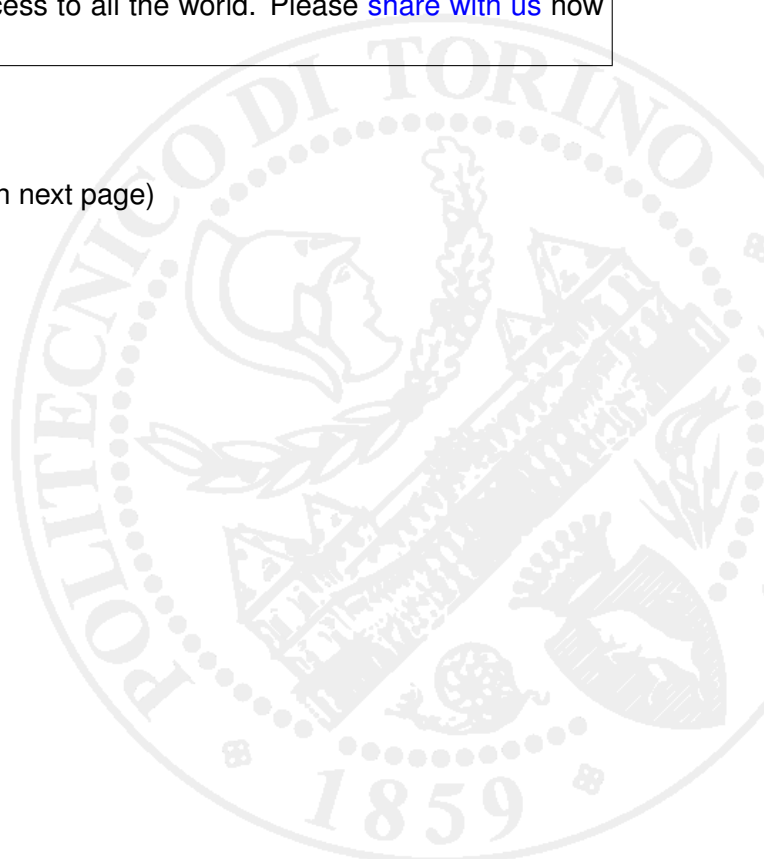 cess to all the world. Please share with us how
n next page)
POLITECNICO DI TORINO
1859